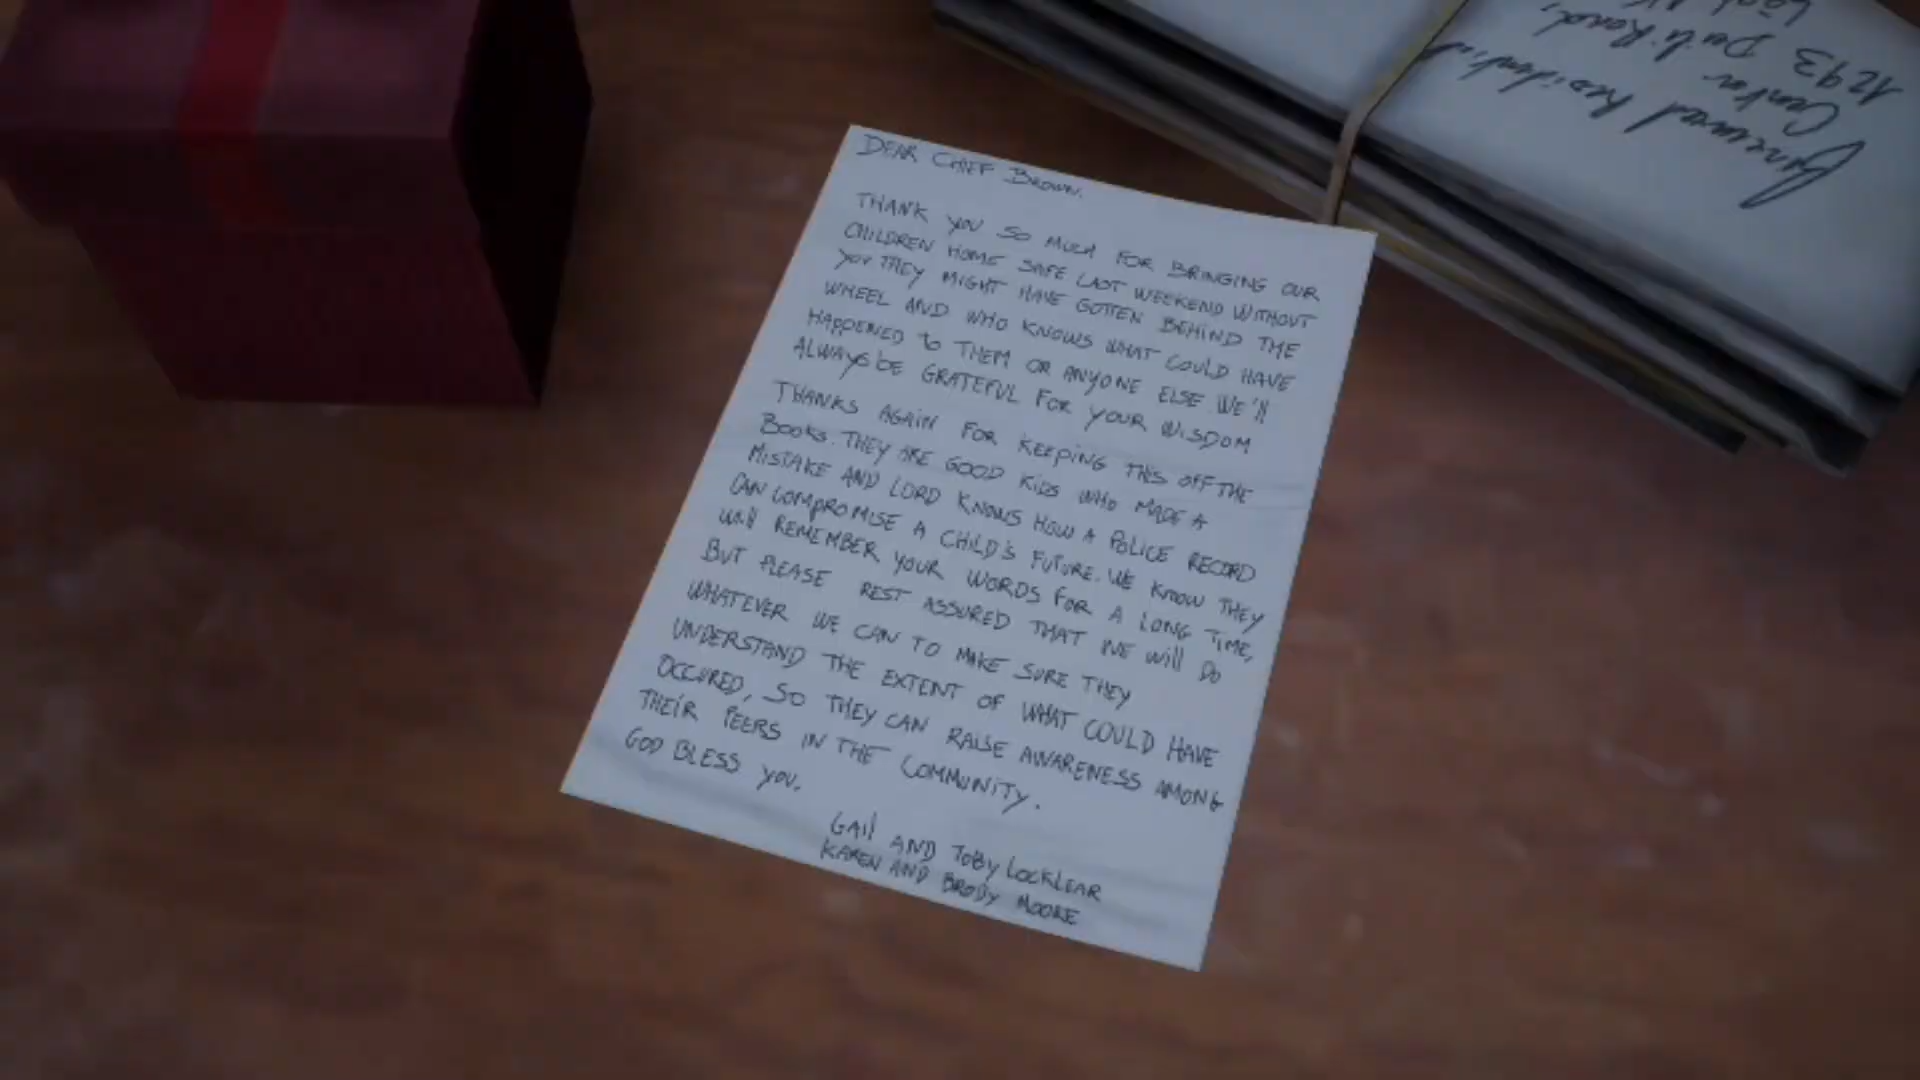 DEAR CHIEF BROWN.
THANK YOU SO MUCH FOR BRINGING OUR
CHILDREN HOME SAFE LAST WEEKEND WITHOUT
YOU THEY MIGHT HAVE GOTTEN BEHIND THE
WHEEL AND WHO KNOWS WHAT COULD HAVE
HAPPENED to THEM OR ANYONE ELSE WE'll
ALWAYS bE GRATEFUL FOR YOUR WISDOM
THANKS AGAIN FOR KEEPING THIS OFF THE
BOOKS. THEY ARE GOOD KIDS WHO MADE A
MISTAKE AND LORD KNOWS HOW A POLICE RECORD
CAN COMPROMISE A CHILD'S FUTURE. WE KNOW THEY
Will REMEMBER YOUR WORDS FOR A LONG TIME,
BUT PLEASE REST ASSURED THAT WE Will DO
WHATEVER WE CAN TO MAKE SURE THEY
UNDERSTAND THE EXTENT OF WHAT COULD HAVE
OCCURED, SO THEY CAN RAISE AWARENESS AMONG
THEIR PEERS IN THE COMMUNITY.
GOD BLESS YOU.
GAIl AND TOBY LOCKLEAR
KAREN AND BRODY MOORE
Residential
Center
1293
Road,